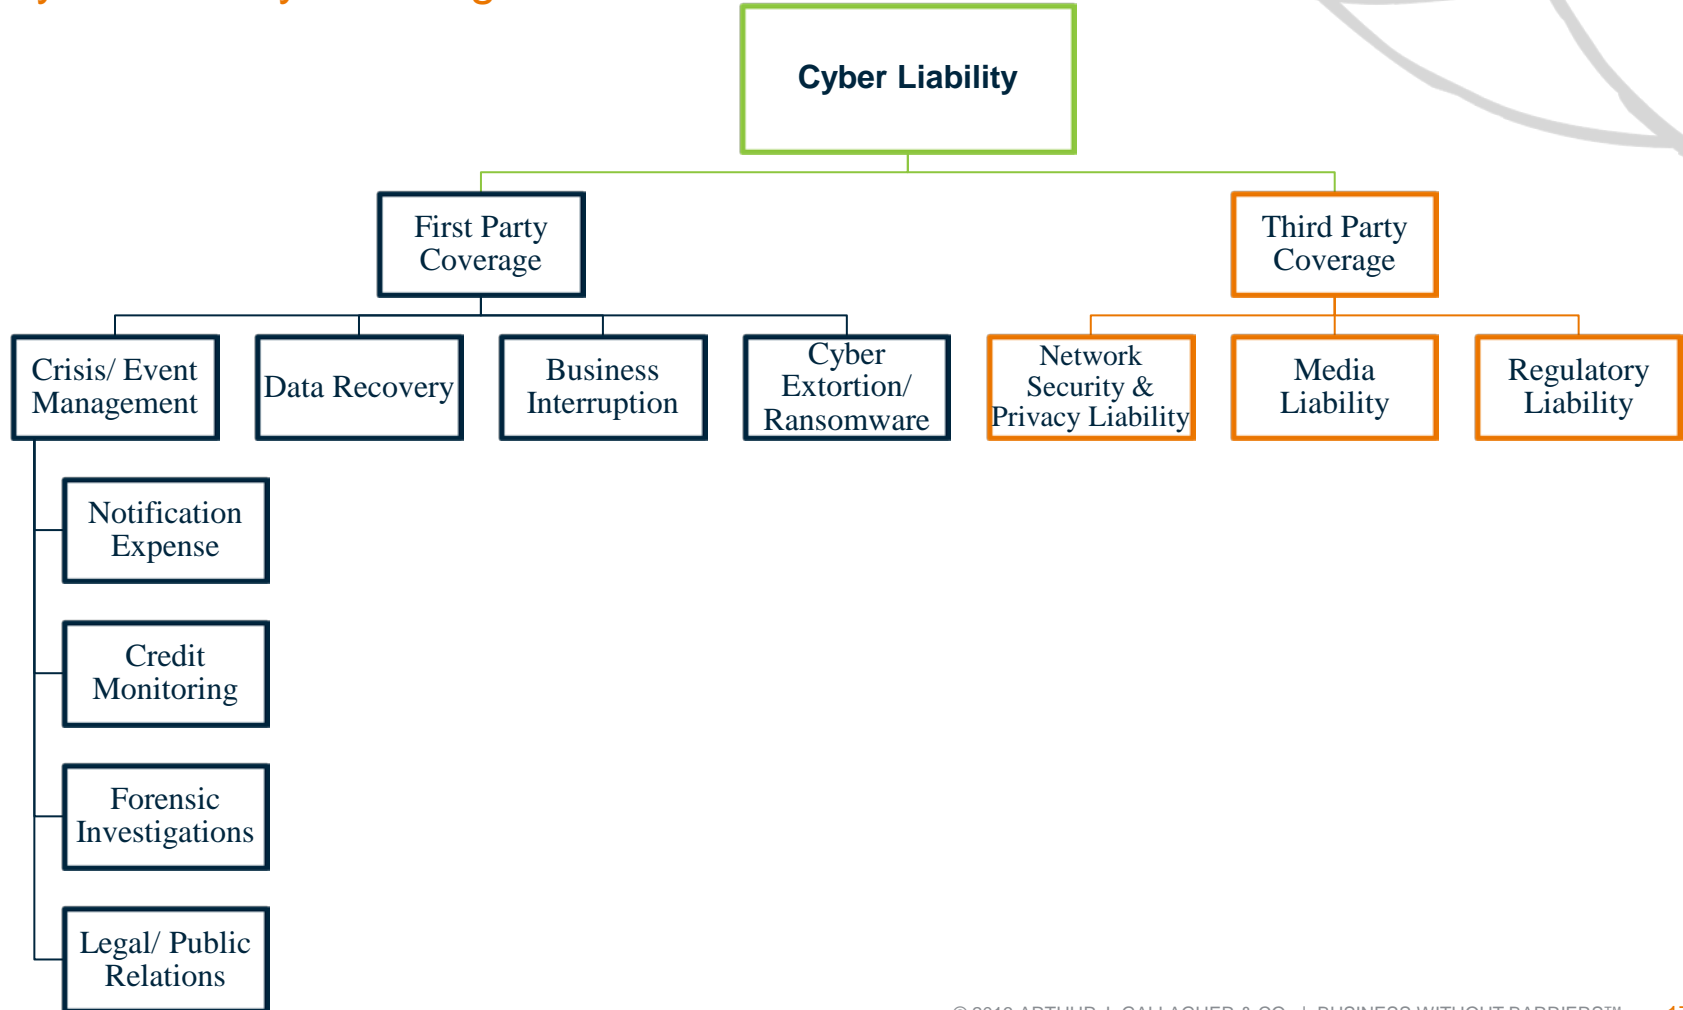 Cyber Liability
First Party
Coverage
Third Party
Coverage
Crisis/ Event
Management
Data Recovery
Business
Interruption
Cyber
Extortion/
Ransomware
Network
Security &
Privacy Liability
Media
Liability
Regulatory
Liability
Notification
Expense
Credit
Monitoring
Forensic
Investigations
Legal/ Public
Relations